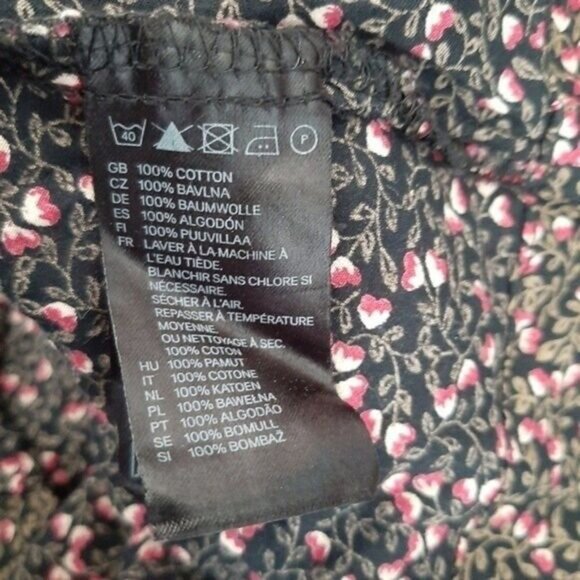 40 P
GB 100% COTTON
CZ 100% BAVLNA
DE 100% BAUMWOLLE
ES 100% ALGODÓN
FI 100% PUUVILLAA
FR LAVER À LA MACHINE À
L'EAU TIÈDE.
BLANCHIR SANS CHLORE SI
NÉCESSAIRE.
SÉCHER À L'AIR.
REPASSER À TEMPÉRATURE
MOYENNE.
OU NETTOYAGE À SEC.
100% COTON
HU 100% PAMUT
IT 100% COTONE
NL 100% KATOEN
PL 100% BAWEŁNA
PT 100% ALGODÃO
SE 100% BOMULL
SI 100% BOMBAŽ